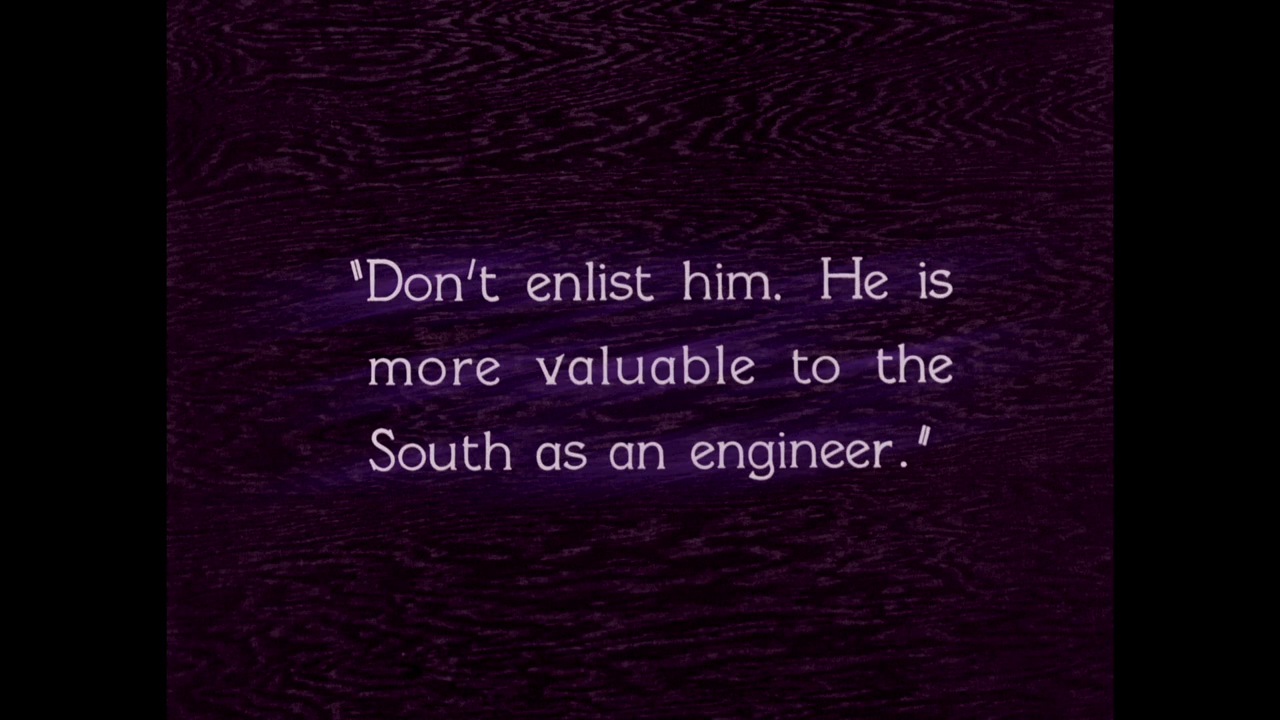 "Don't enlist him. He is
more valuable to the
South as an engineer."